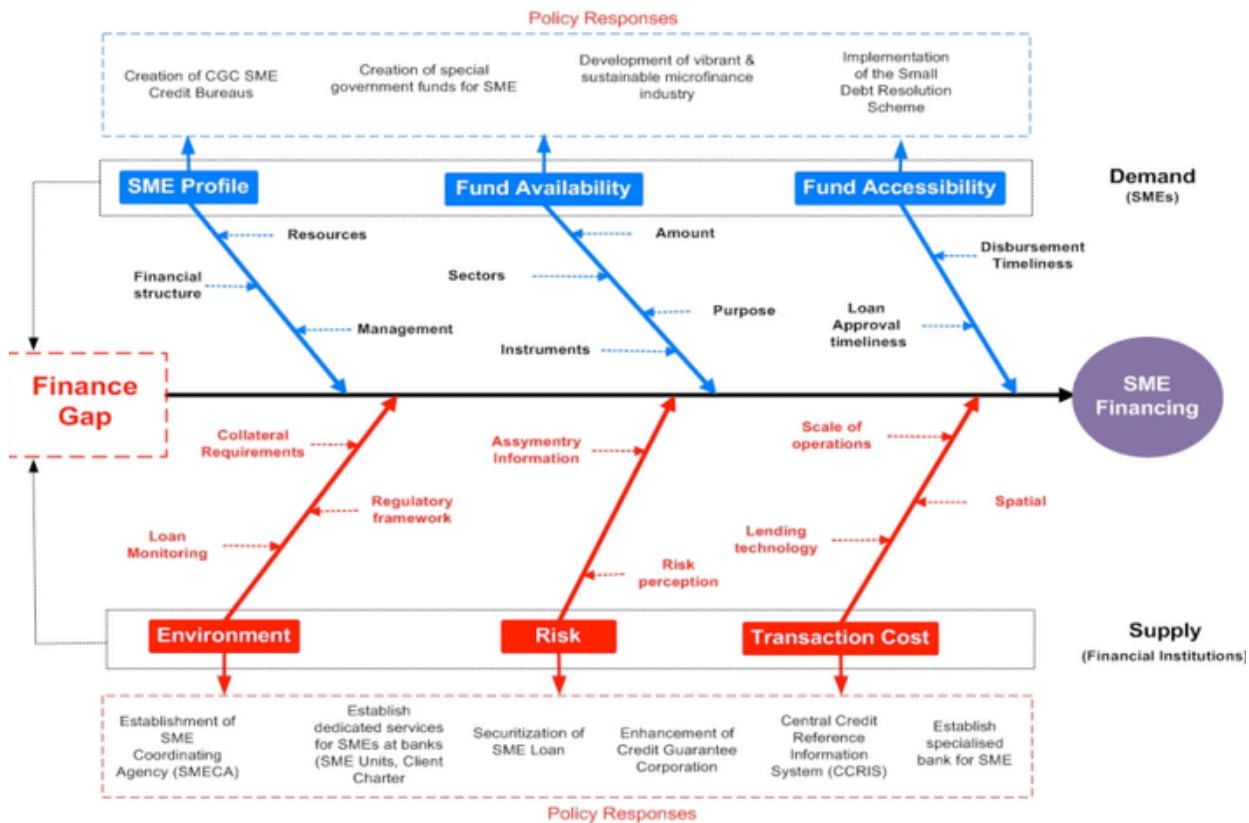 Policy Responses
Creation of CGC SME
Credit Bureaus
Creation of special
government funds for SME
Development of vibrant &
sustainable microfinance
industry
Implementation
of the Small
Debt Resolution
Scheme
SME Profile
Fund Availability
Fund Accessibility
Demand
(SMEs)
Resources
Financial
structure
Management
Amount
Sectors
Purpose
Instruments
Disbursement
Timeliness
Loan
Approval
timeliness
Finance
Gap
SME
Financing
Collateral
Requirements
Regulatory
framework
Loan
Monitoring
Assymentry
Information
Risk
perception
Scale of
operations
Spatial
Lending
technology
Environment
Risk
Transaction Cost
Supply
(Financial Institutions)
Establishment of
SME
Coordinating
Agency (SMECA)
Establish
dedicated services
for SMEs at banks
(SME Units, Client
Charter
Securitization of
SME Loan
Enhancement of
Credit Guarantee
Corporation
Central Credit
Reference
Information
System (CCRIS)
Establish
specialised
bank for SME
Policy Responses